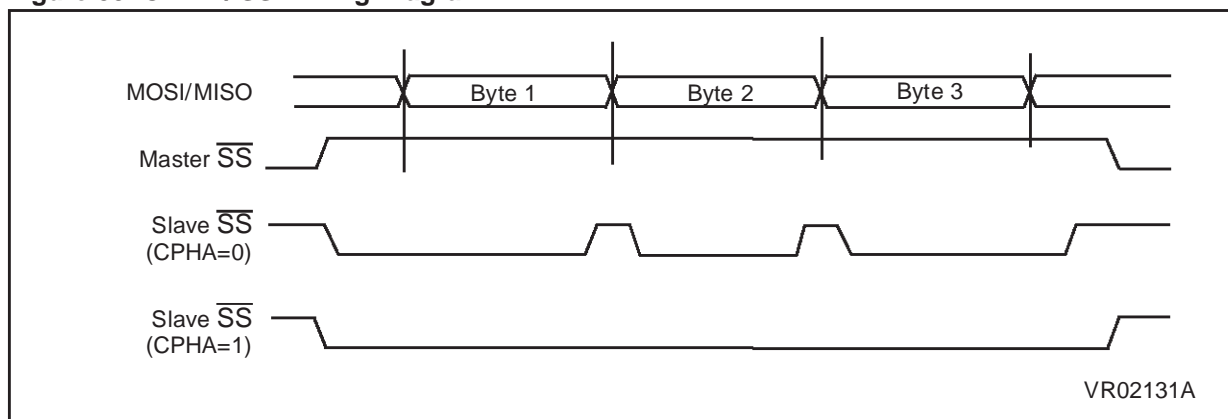 MOSI/MISO
Byte 1 Byte 2 Byte 3
Master SS
Slave SS
(CPHA=0)
Slave SS
(CPHA=1)
VR02131A